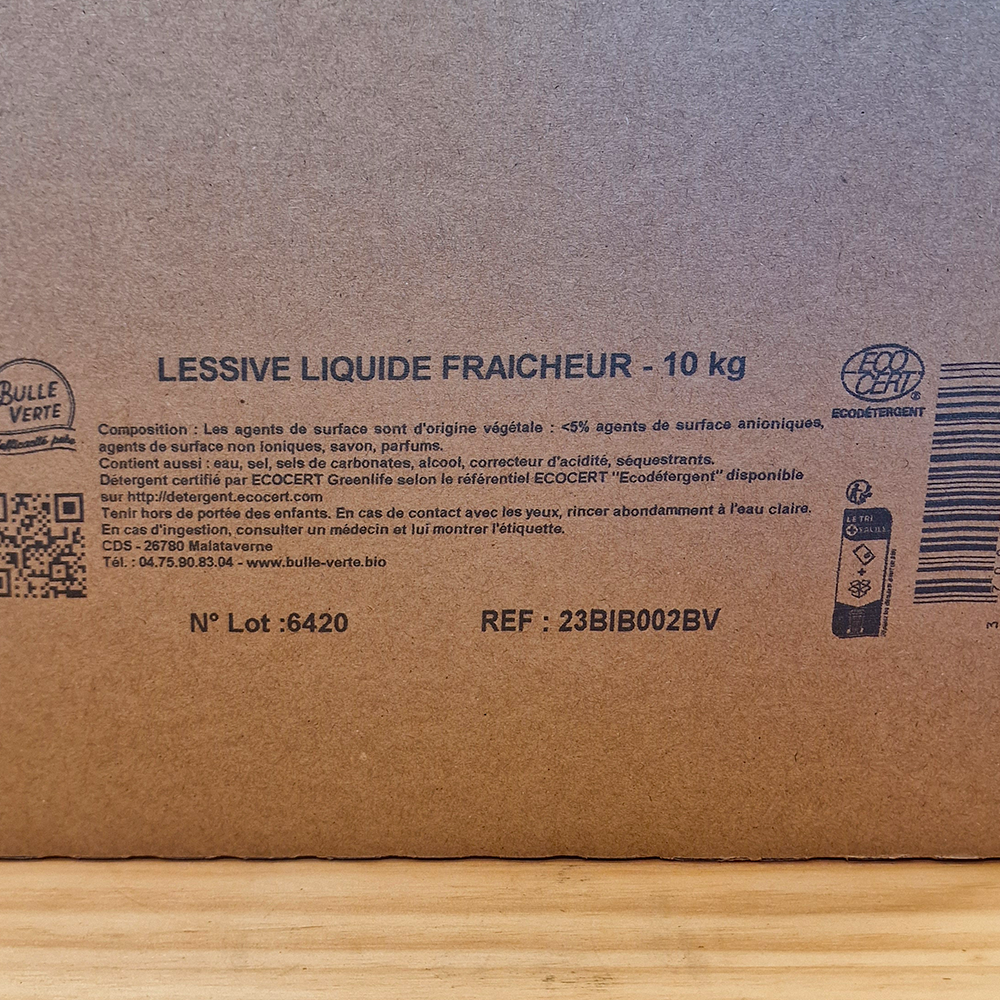 BULLE
VERTE
LESSIVE LIQUIDE FRAICHEUR - 10 kg
ECO
CERT
ECODÉTERGENT
Composition : Les agents de surface sont d'origine végétale : <5% agents de surface anioniques,
agents de surface non ioniques, savon, parfums.
Contient aussi : eau, sel, sels de carbonates, alcool, correcteur d'acidité, séquestrants.
Détergent certifié par ECOCERT Greenlife selon le référentiel ECOCERT "Ecodétergent" disponible
sur http://detergent.ecocert.com
Tenir hors de portée des enfants. En cas de contact avec les yeux, rincer abondamment à l'eau claire.
En cas d'ingestion, consulter un médecin et lui montrer l'étiquette.
CDS - 26780 Malataverne
Tél. : 04.75.90.83.04 - www.bulle-verte.bio
LE TRI
+ FACILE
N° Lot :6420
REF : 23BIB002BV
3